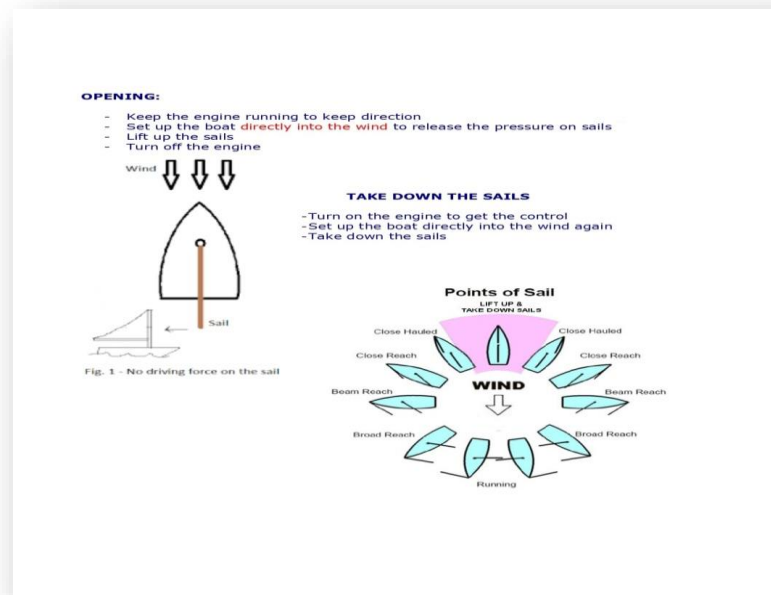 OPENING:
- Keep the engine running to keep direction
- Set up the boat directly into the wind to release the pressure on sails
- Lift up the sails
- Turn off the engine
Wind
TAKE DOWN THE SAILS
-Turn on the engine to get the control
-Set up the boat directly into the wind again
-Take down the sails
Sail
Fig. 1 - No driving force on the sail
Points of Sail
LIFT UP &
TAKE DOWN SAILS
Close Hauled
Close Hauled
Close Reach
Close Reach
WIND
Beam Reach
Beam Reach
Broad Reach
Broad Reach
Running